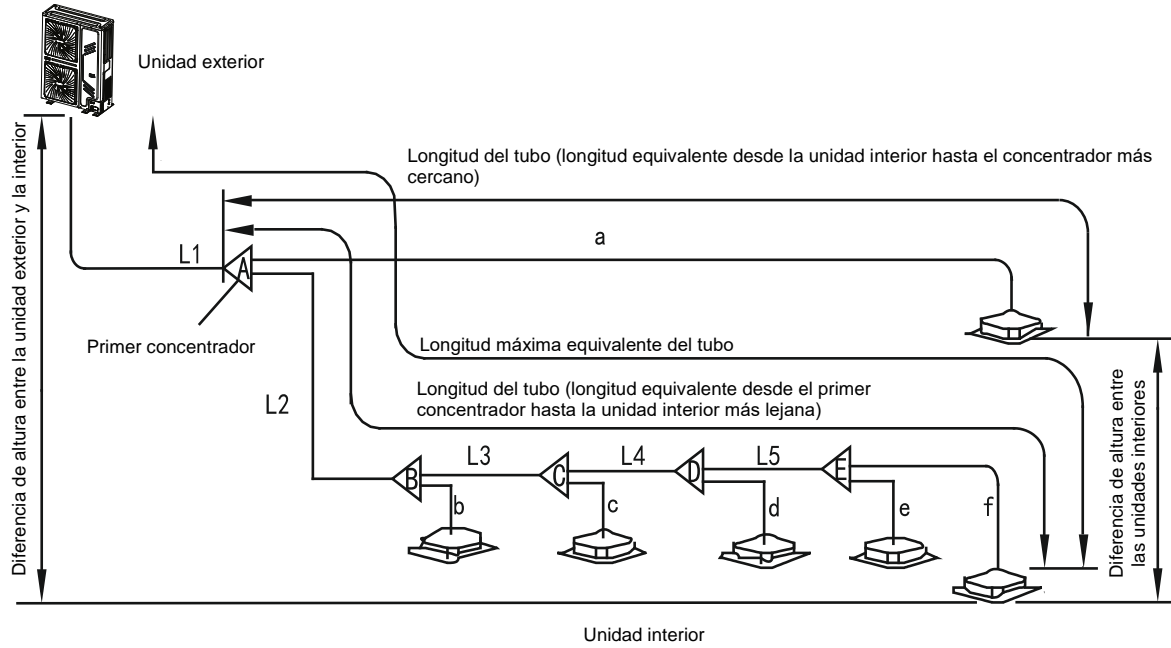 Unidad exterior
Diferencia de altura entre la unidad exterior y la interior
Longitud del tubo (longitud equivalente desde la unidad interior hasta el concentrador más
cercano)
a
L1
A
Primer concentrador
Longitud máxima equivalente del tubo
Longitud del tubo (longitud equivalente desde el primer
concentrador hasta la unidad interior más lejana)
L2
L3
L4
L5
B
C
D
E
b
c
d
e
f
Diferencia de altura entre
las unidades interiores
Unidad interior